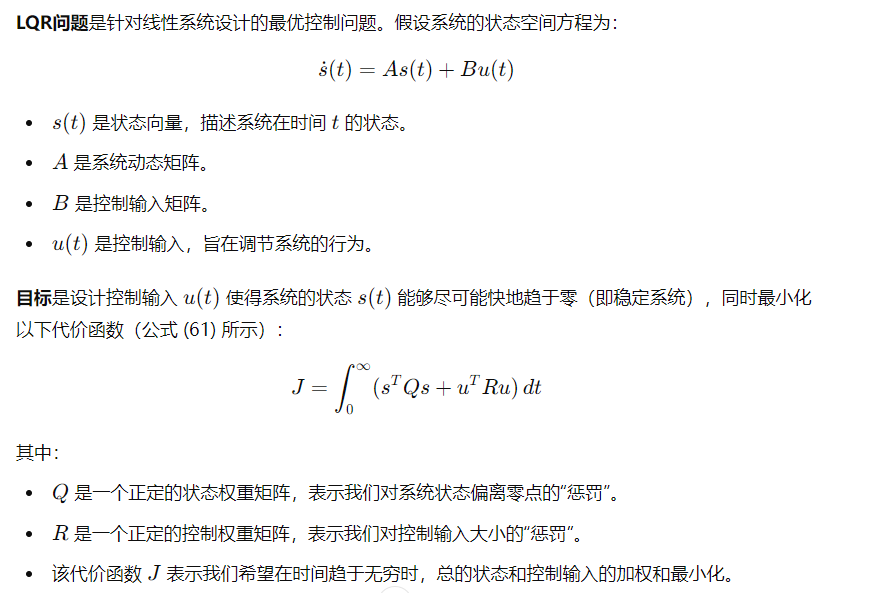 LQR问题是针对线性系统设计的最优控制问题。假设系统的状态空间方程为：
ṡ(t) = As(t) + Bu(t)
• s(t) 是状态向量，描述系统在时间 t 的状态。
• A 是系统动态矩阵。
• B 是控制输入矩阵。
• u(t) 是控制输入，旨在调节系统的行为。
目标是设计控制输入 u(t) 使得系统的状态 s(t) 能够尽可能快地趋于零（即稳定系统），同时最小化
以下代价函数（公式 (61) 所示）：
J = ∫₀^∞ (sᵀQs + uᵀRu) dt
其中：
• Q 是一个正定的状态权重矩阵，表示我们对系统状态偏离零点的“惩罚”。
• R 是一个正定的控制权重矩阵，表示我们对控制输入大小的“惩罚”。
• 该代价函数 J 表示我们希望在时间趋于无穷时，总的状态和控制输入的加权和最小化。